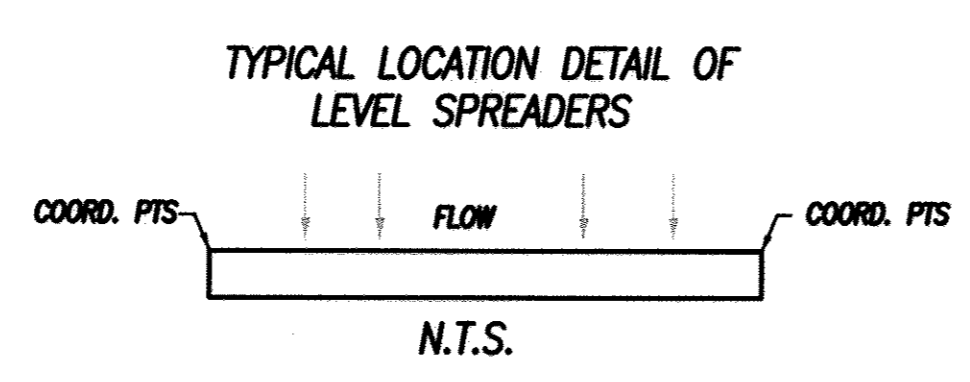 TYPICAL LOCATION DETAIL OF
LEVEL SPREADERS
COORD. PTS
FLOW
COORD. PTS
N.T.S.